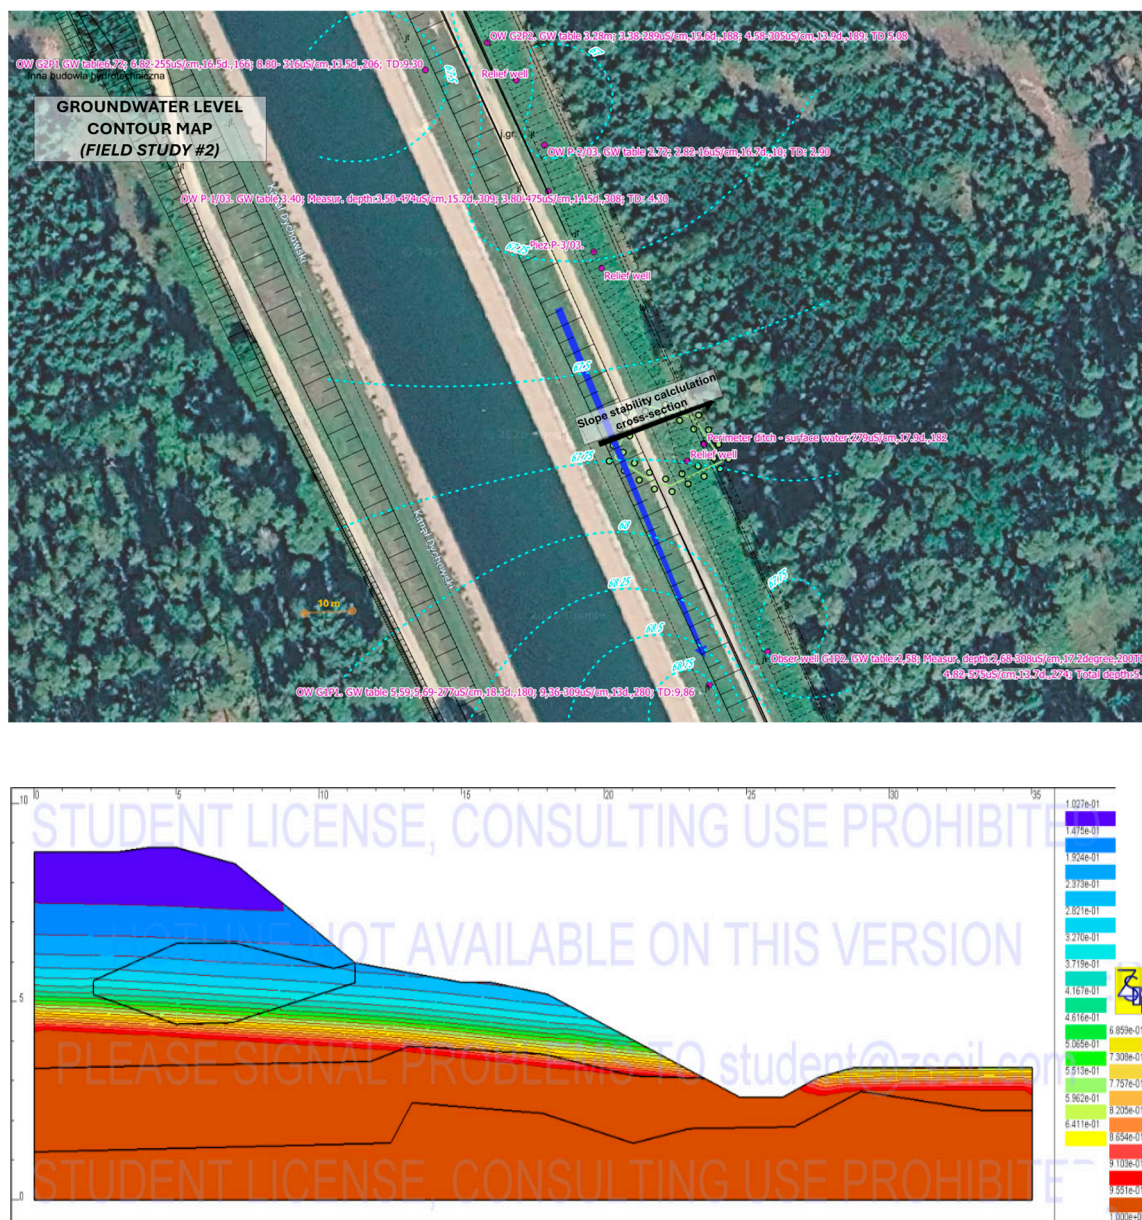 OW G2P2. GW table 3.28m; 3.38-289uS/cm,15.6d.,188; 4.58-305uS/cm,13.9d.,189; TD 5.08
OW G2P1 GW table6.72; 6.82-255uS/cm,16.5d.,166; 8.80- 316uS/cm,13.5d.,206; TD:9.30
Inna budowla hydrotechniczna
Relief well
GROUNDWATER LEVEL
CONTOUR MAP
(FIELD STUDY #2)
j.gr.
jt
OW P-2/03. GW table 2.72; 2.82-16uS/cm,16.7d.,10; TD: 2.90
OW P-1/03. GW table 3.40; Measur. depth:3.50-474uS/cm,15.2d.,309; 3.80-475uS/cm,14.5d.,308; TD: 4.30
Kanał Dychowski
67.25
Piez.P-3/03.
Relief well
67.5
Slope stability calclulation
cross-section
Perimeter ditch - surface water:279uS/cm,17.9d.,182
Relief well
67.75
Kanał Dychowski
68.25
10 m
68.5
68.75
Obser.well G1P2. GW table:2,58; Measur. depth:2,68-308uS/cm,17.2degree,200T
4.82-575uS/cm,13.7d.,274; Total depth:5.
OW G1P1. GW table 5,59;5,69-277uS/cm,18.3d.,180; 9,36-309uS/cm,13d.,280; TD:9,86
10
0
5
10
15
20
25
30
35
STUDENT LICENSE, CONSULTING USE PROHIBITED
HOTLINE NOT AVAILABLE ON THIS VERSION
5
PLEASE SIGNAL PROBLEMS TO student@zsoil.com
STUDENT LICENSE, CONSULTING USE PROHIBITED
0
1.027e-01
1.475e-01
1.924e-01
2.373e-01
2.821e-01
3.270e-01
3.719e-01
4.167e-01
4.616e-01
5.065e-01
5.513e-01
5.962e-01
6.411e-01
6.859e-01
7.308e-01
7.757e-01
8.205e-01
8.654e-01
9.103e-01
9.551e-01
1.000e+0